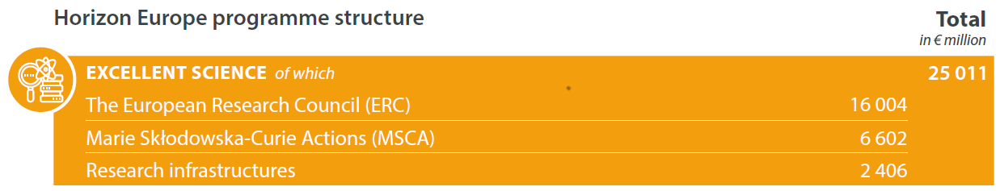 Horizon Europe programme structure Total
in € million
EXCELLENT SCIENCE of which 25 011
The European Research Council (ERC) 16 004
Marie Skłodowska-Curie Actions (MSCA) 6 602
Research infrastructures 2 406